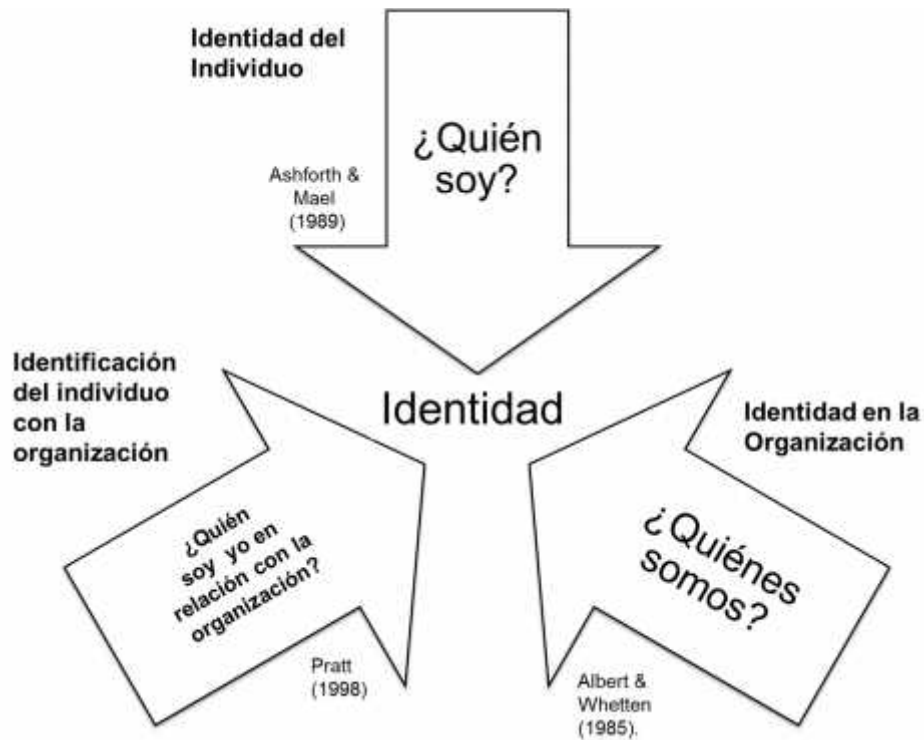 Identidad del
Individuo
¿Quién
soy?
Ashforth &
Mael
(1989)
Identificación
del individuo
con la
organización
Identidad
Identidad en la
Organización
¿Quién
soy  yo en
relación con la
organización?
¿Quiénes
somos?
Pratt
(1998)
Albert &
Whetten
(1985).